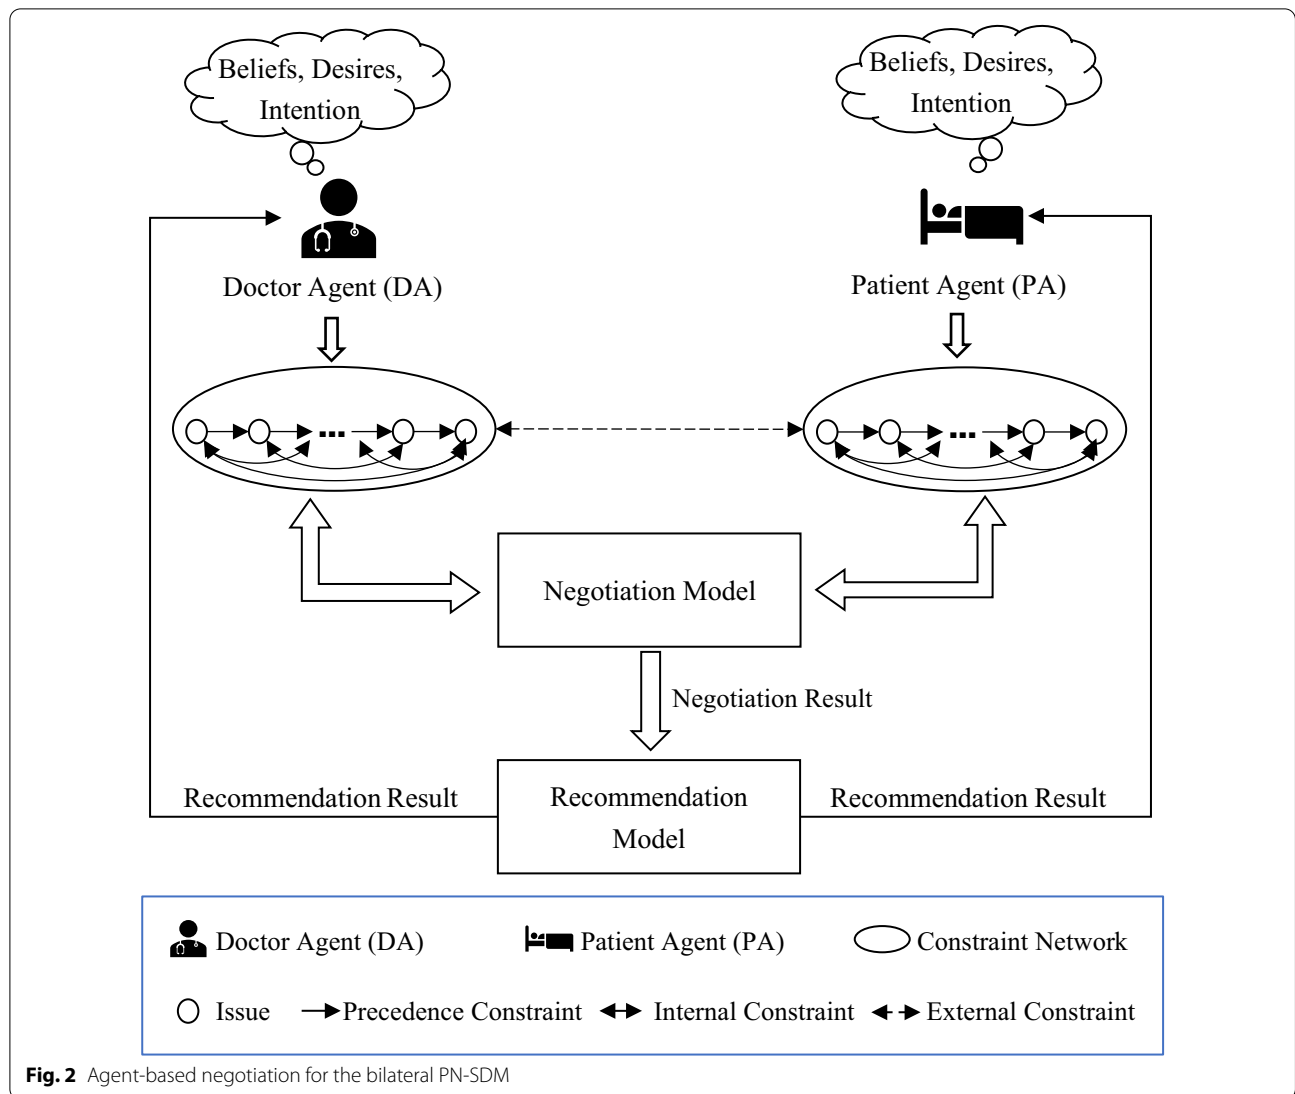 Beliefs, Desires,
Intention
Beliefs, Desires,
Intention
Doctor Agent (DA)
Patient Agent (PA)
Negotiation Model
Negotiation Result
Recommendation Result
Recommendation
Model
Recommendation Result
Doctor Agent (DA)
Patient Agent (PA)
Constraint Network
Issue
Precedence Constraint
Internal Constraint
External Constraint
Fig. 2 Agent-based negotiation for the bilateral PN-SDM